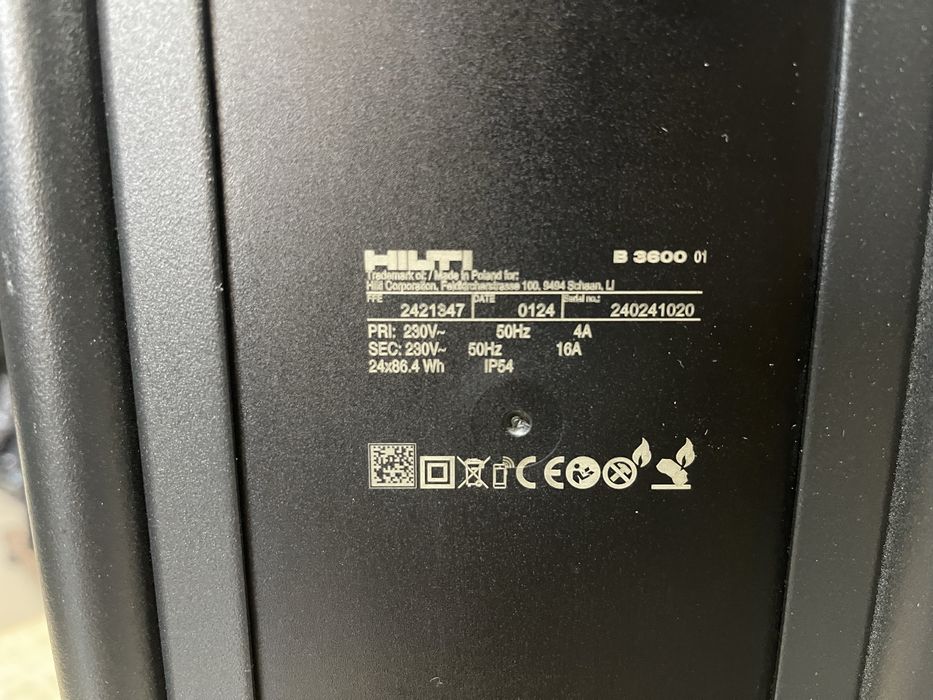 HILTI B 3600 01
Trademark of: / Made in Poland for:
Hilti Corporation, Feldkircherstrasse 100, 9494 Schaan, LI
DATE Serial no.:
2421347 0124 240241020
PRI: 230V~ 50Hz 4A
SEC: 230V~ 50Hz 16A
24x86.4 Wh IP54
CE